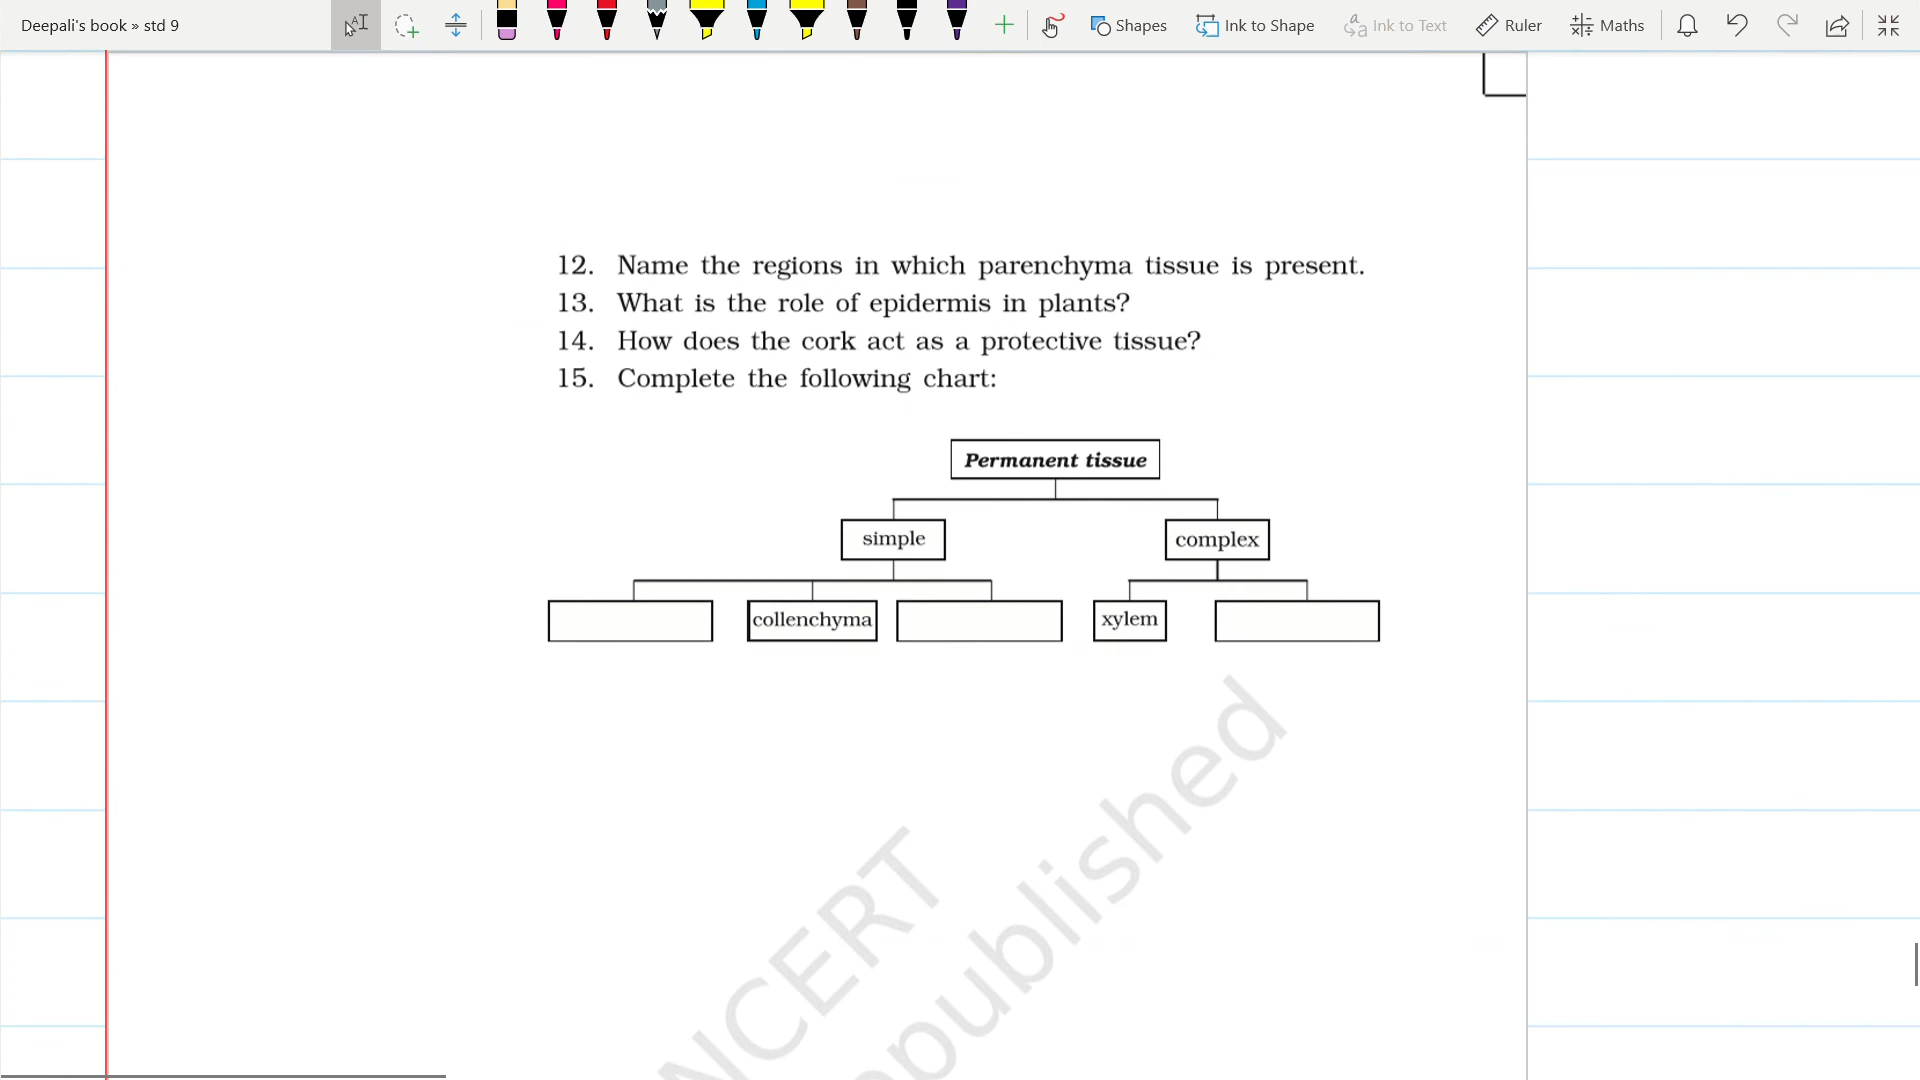 Deepali's book » std 9
Shapes
Ink to Shape
Ink to Text
Ruler
Maths
12. Name the regions in which parenchyma tissue is present.
13. What is the role of epidermis in plants?
14. How does the cork act as a protective tissue?
15. Complete the following chart:
Permanent tissue
simple complex
collenchyma xylem
NCERT
republished